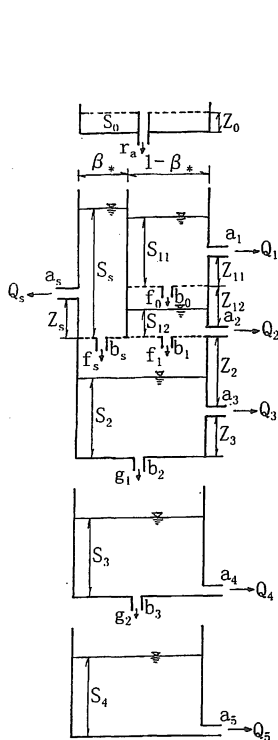 S₀ Z₀
rₐ
β* 1-β*
a₁
Q₁
S₁₁ Z₁₁
Sₛ aₛ
Qₛ Zₛ
f₀ b₀ Z₁₂
S₁₂ a₂
Q₂
fₛ bₛ f₁ b₁
Z₂
S₂ a₃
Q₃
Z₃
g₁ b₂
S₃
a₄
Q₄
g₂ b₃
S₄
a₅
Q₅